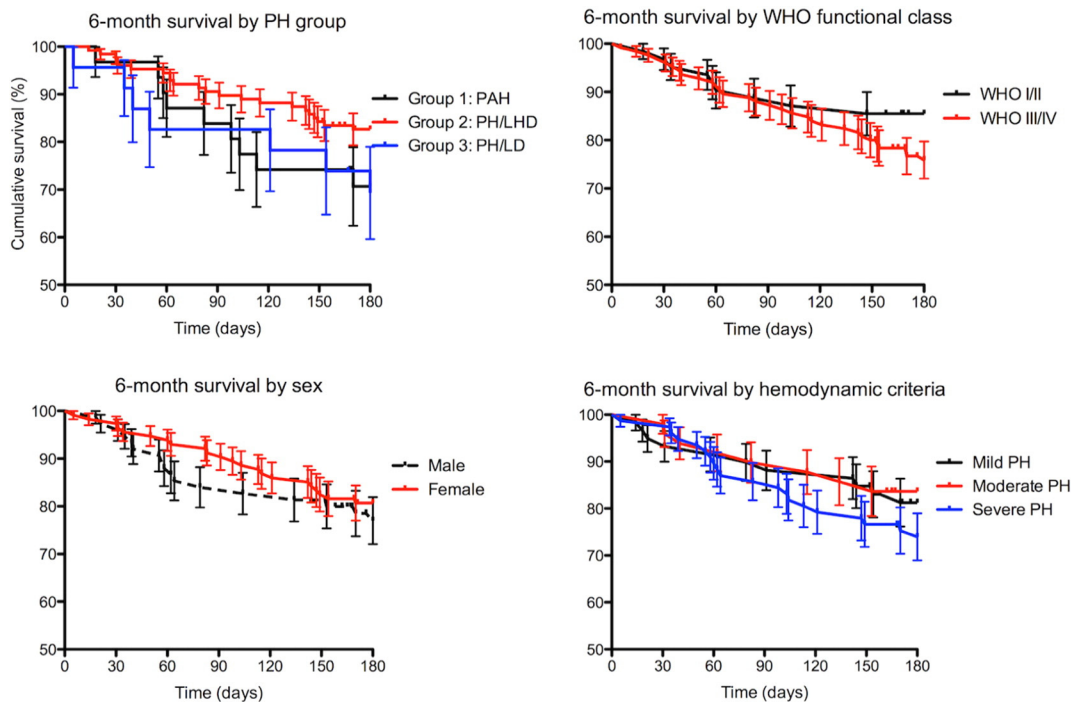 6-month survival by PH group
100
90
80
70
60
50
Cumulative survival (%)
0 30 60 90 120 150 180
Time (days)
Group 1: PAH
Group 2: PH/LHD
Group 3: PH/LD
6-month survival by WHO functional class
100
90
80
70
60
50
0 30 60 90 120 150 180
Time (days)
WHO I/II
WHO III/IV
6-month survival by sex
100
90
80
70
60
50
0 30 60 90 120 150 180
Time (days)
Male
Female
6-month survival by hemodynamic criteria
100
90
80
70
60
50
0 30 60 90 120 150 180
Time (days)
Mild PH
Moderate PH
Severe PH